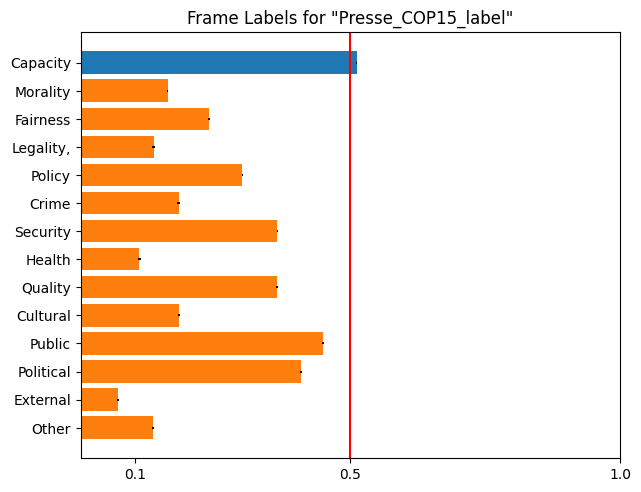 Frame Labels for "Presse_COP15_label"
Capacity
Morality
Fairness
Legality,
Policy
Crime
Security
Health
Quality
Cultural
Public
Political
External
Other
0.1 0.5 1.0